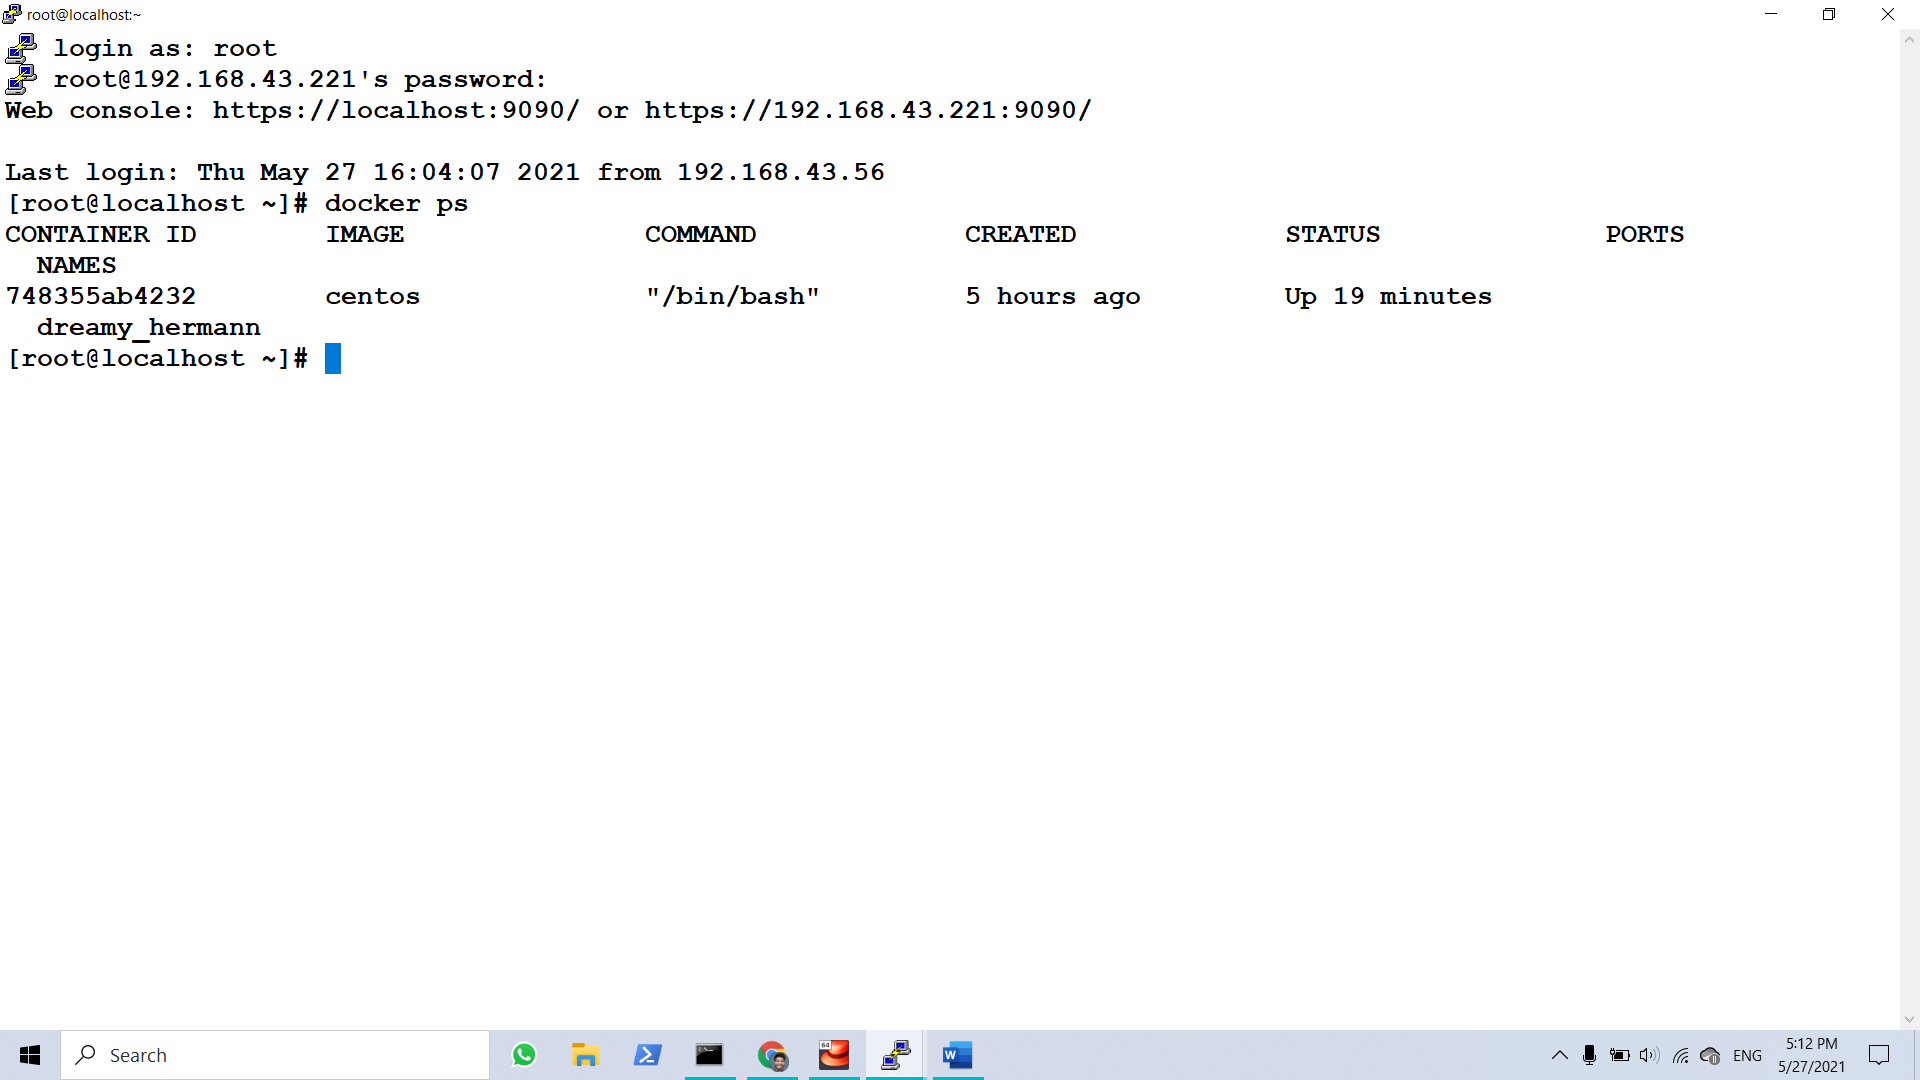 root@localhost:~
login as: root
root@192.168.43.221's password:
Web console: https://localhost:9090/ or https://192.168.43.221:9090/
Last login: Thu May 27 16:04:07 2021 from 192.168.43.56
[root@localhost ~]# docker ps
CONTAINER ID        IMAGE               COMMAND             CREATED             STATUS              PORTS
  NAMES
748355ab4232        centos              "/bin/bash"         5 hours ago         Up 19 minutes
  dreamy_hermann
[root@localhost ~]#
Search
64
W
ENG
5:12 PM
5/27/2021